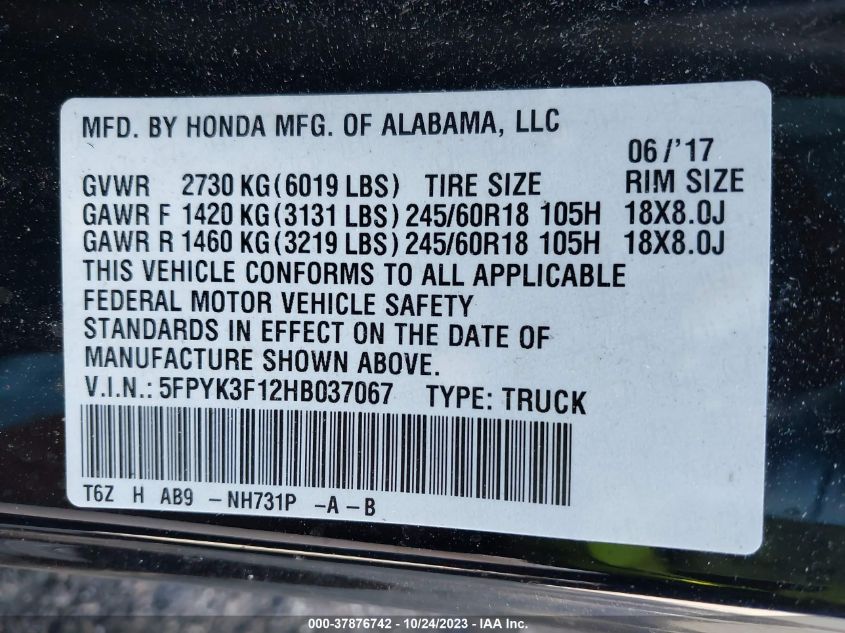 MFD. BY HONDA MFG. OF ALABAMA, LLC
06/'17
GVWR 2730 KG(6019 LBS) TIRE SIZE RIM SIZE
GAWR F 1420 KG(3131 LBS) 245/60R18 105H 18X8.0J
GAWR R 1460 KG(3219 LBS) 245/60R18 105H 18X8.0J
THIS VEHICLE CONFORMS TO ALL APPLICABLE
FEDERAL MOTOR VEHICLE SAFETY
STANDARDS IN EFFECT ON THE DATE OF
MANUFACTURE SHOWN ABOVE.
V.I.N.: 5FPYK3F12HB037067 TYPE: TRUCK
T6Z H AB9 – NH731P –A–B
000-37876742 - 10/24/2023 - IAAI.com